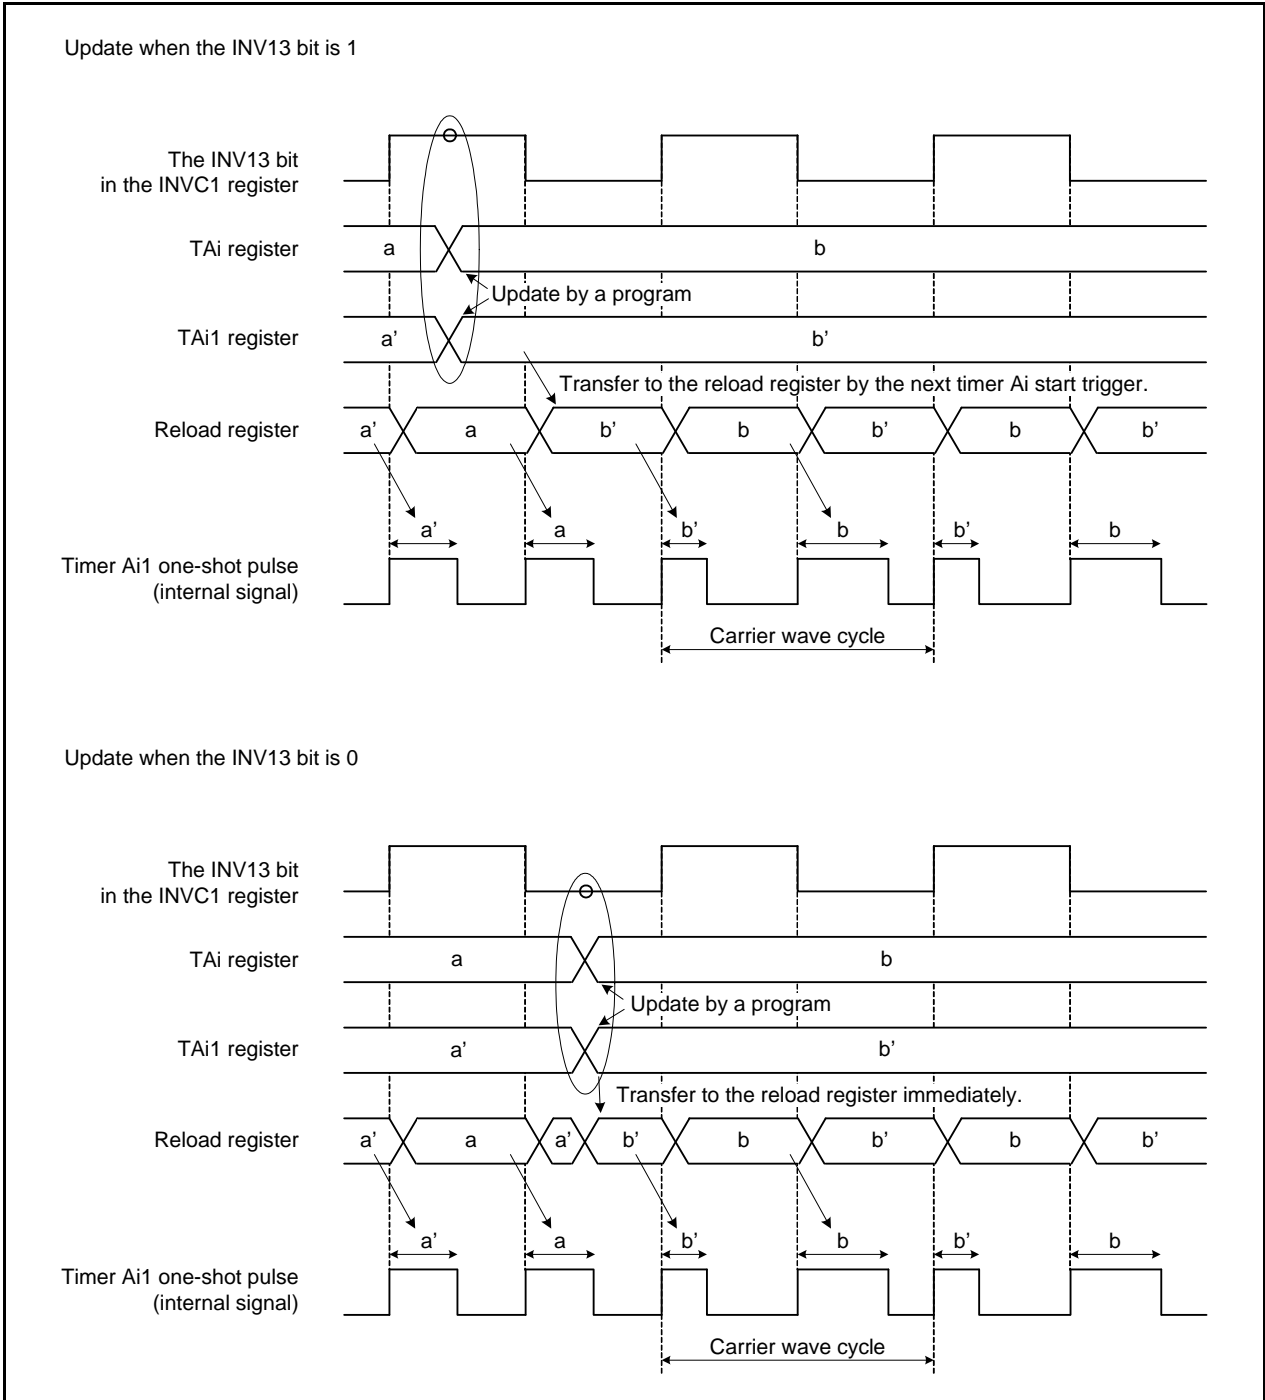 Update when the INV13 bit is 1
The INV13 bit
in the INVC1 register
TAi register
a
b
Update by a program
TAi1 register
a’
b’
Transfer to the reload register by the next timer Ai start trigger.
Reload register
a’
a
b’
b
b’
b
b’
a’
a
b’
b
b’
b
Timer Ai1 one-shot pulse
(internal signal)
Carrier wave cycle
Update when the INV13 bit is 0
The INV13 bit
in the INVC1 register
TAi register
a
b
Update by a program
TAi1 register
a’
b’
Transfer to the reload register immediately.
Reload register
a’
a
a’
b’
b
b’
b
b’
a’
a
b’
b
b’
b
Timer Ai1 one-shot pulse
(internal signal)
Carrier wave cycle